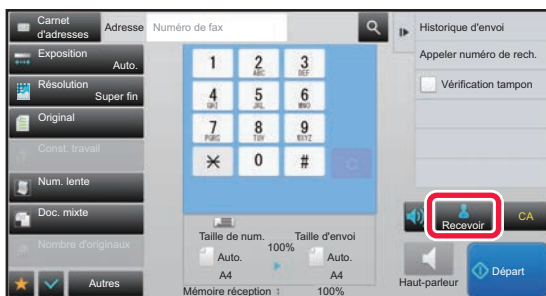 Carnet
d'adresses
Adresse
Numéro de fax
Historique d'envoi
Exposition
Auto.
Appeler numéro de rech.
Résolution
Super fin
Vérification tampon
Original
Const. travail
Num. lente
Doc. mixte
Nombre d'originaux
Autres
1
2
ABC
3
DEF
4
GHI
5
JKL
6
MNO
7
PQRS
8
TUV
9
WXYZ
0
#
C
Taille de num.
100%
Taille d'envoi
Auto.
A4
Auto.
A4
Mémoire réception :
100%
Recevoir
CA
Haut-parleur
Départ